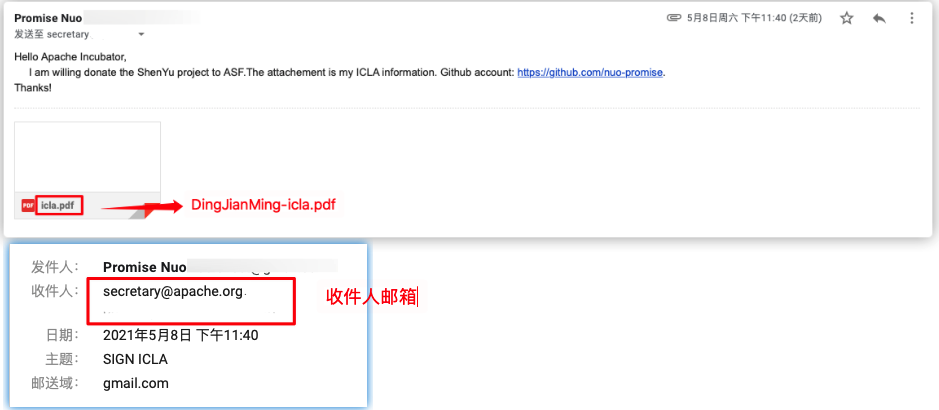 Promise Nuo
5月8日周六 下午11:40 (2天前)
发送至 secretary
Hello Apache Incubator,
I am willing donate the ShenYu project to ASF.The attachement is my ICLA information. Github account: https://github.com/nuo-promise.
Thanks!
PDF icla.pdf
DingJianMing-icla.pdf
发件人： Promise Nuo
收件人： secretary@apache.org
收件人邮箱
日期： 2021年5月8日 下午11:40
主题： SIGN ICLA
邮送域： gmail.com